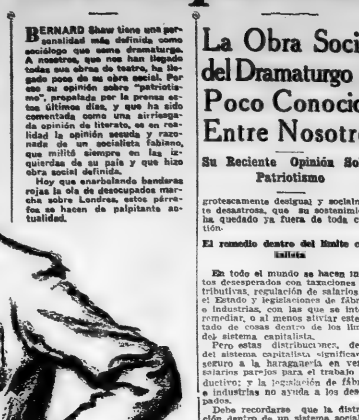 BERNARD Shaw tiene una per-
sonalidad más definida como
sociólogo que como dramaturgo.
A nosotros, que nos han llegado
todas sus obras de teatro, ha lle-
gado poco de su obra social. Por
eso su opinión sobre "patriotis-
mo", propalada por la prensa es-
tos últimos días, y que ha sido
comentada como una arriesga-
da opinión de literato, es en rea-
lidad la opinión sesuda y razo-
nada de un socialista fabiano,
que militó siempre en las iz-
quierdas de su país y que hizo
obra social definida.
Hoy que enarbolando banderas
rojas la ola de desocupados mar-
cha sobre Londres, estos párra-
fos se hacen de palpitante ac-
tualidad.
La Obra Soci
del Dramaturgo
Poco Conocid
Entre Nosotr
Su Reciente Opinión So
Patriotismo
grotescamente desigual y socialm
te desastrosa, que su sostenimie
ha quedado ya fuera de toda c
tión.
El remedio dentro del límite c
italista
En todo el mundo se hacen in
tos desesperados con taxaciones
tributivas, regulación de salarios
el Estado y legislaciones de fáb
e industrias, con las que se int
remediar, o al menos aliviar este
tado de cosas dentro de los lím
del sistema capitalista.
Pero estas distribuciones, de
del sistema capitalista significa
seguro a la haraganería en ve
salarios parejos para el trabajo
ductivo; y la legislación de fáb
e industrias no ayuda a los des
pados.
Debe recordarse que la dist
ción dentro de un sistema social